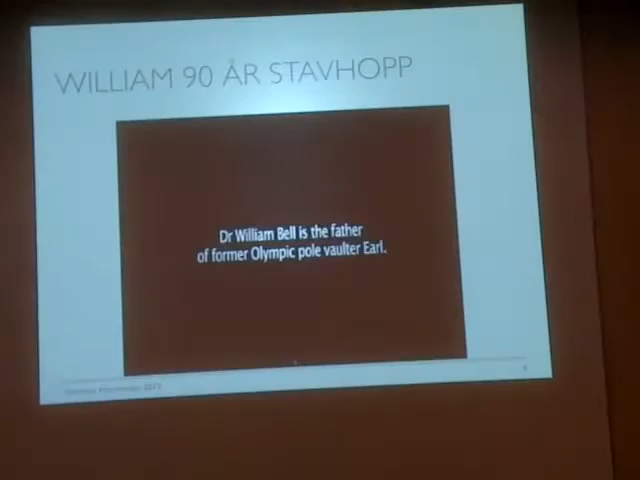 WILLIAM 90 ÅR STAVHOPP
Dr William Bell is the father
of former Olympic pole vaulter Earl.